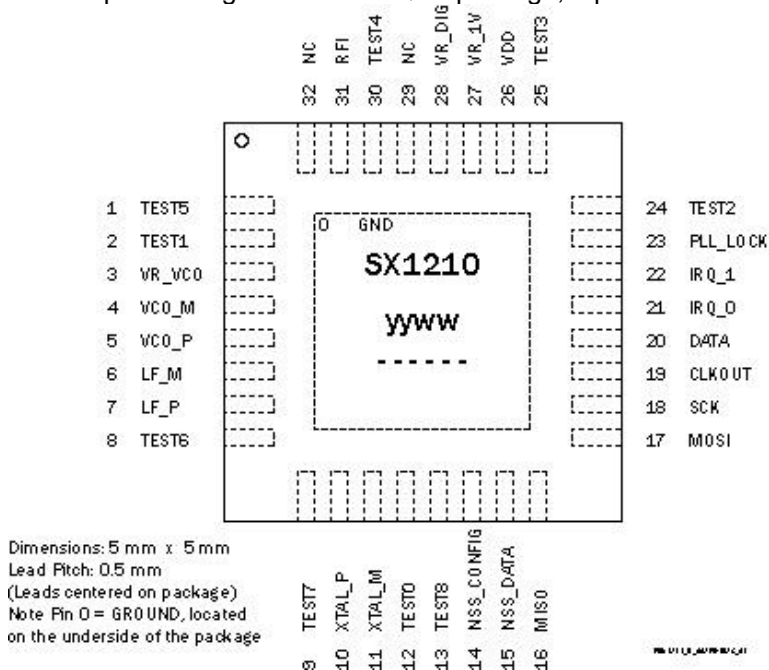 32 NC
31 RFI
30 TEST4
29 NC
28 VR_DIG
27 VR_1V
26 VDD
25 TEST3
1 TEST5
2 TEST1
3 VR_VCO
4 VCO_M
5 VCO_P
6 LF_M
7 LF_P
8 TEST6
0 GND
SX1210
yyww
------
24 TEST2
23 PLL_LOCK
22 IRQ_1
21 IRQ_0
20 DATA
19 CLKOUT
18 SCK
17 MOSI
9 TEST7
10 XTAL_P
11 XTAL_M
12 TEST0
13 TEST8
14 NSS_CONFIG
15 NSS_DATA
16 MISO
Dimensions: 5 mm x 5 mm
Lead Pitch: 0.5 mm
(Leads centered on package)
Note Pin 0 = GROUND, located
on the underside of the package